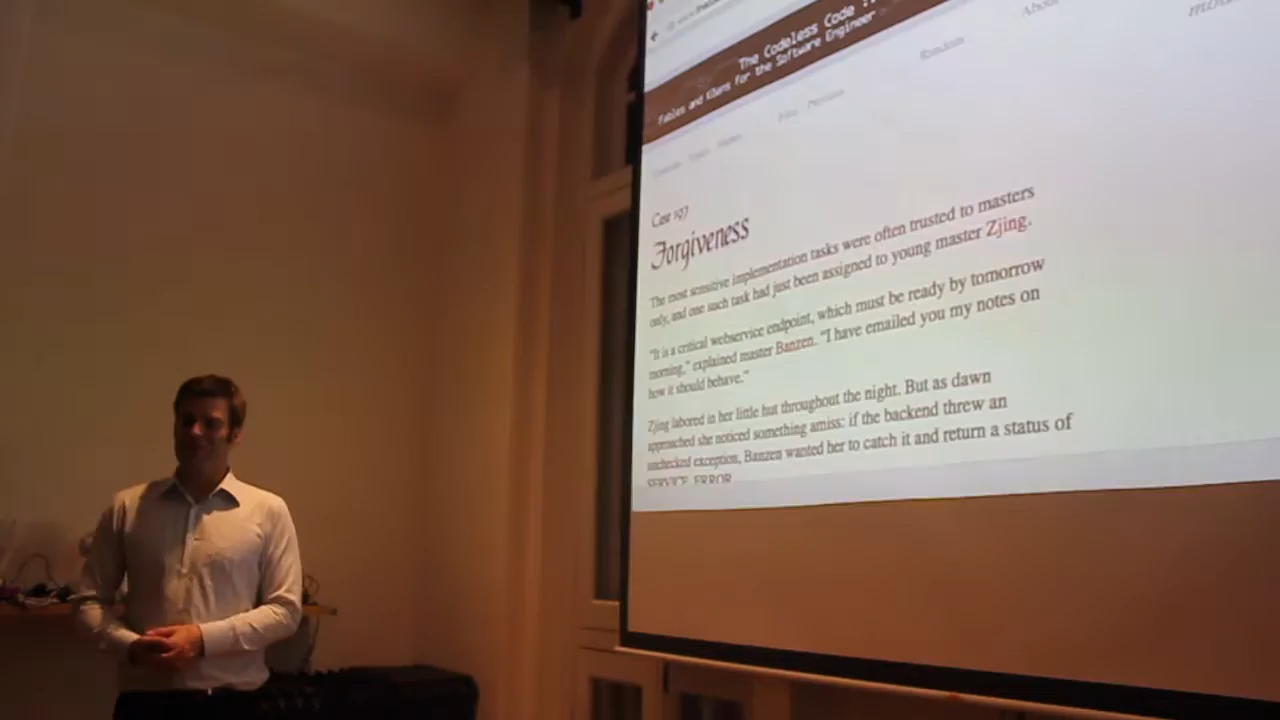 The Codeless Code
Fables and Kōans for the Software Engineer
About
Random
Case 197
Forgiveness
The most sensitive implementation tasks were often trusted to masters
only, and one such task had just been assigned to young master Zjing.
"It is a critical webservice endpoint, which must be ready by tomorrow
morning," explained master Banzen. "I have emailed you my notes on
how it should behave."
Zjing labored in her little hut throughout the night. But as dawn
approached she noticed something amiss: if the backend threw an
unchecked exception, Banzen wanted her to catch it and return a status of
SERVICE_ERROR